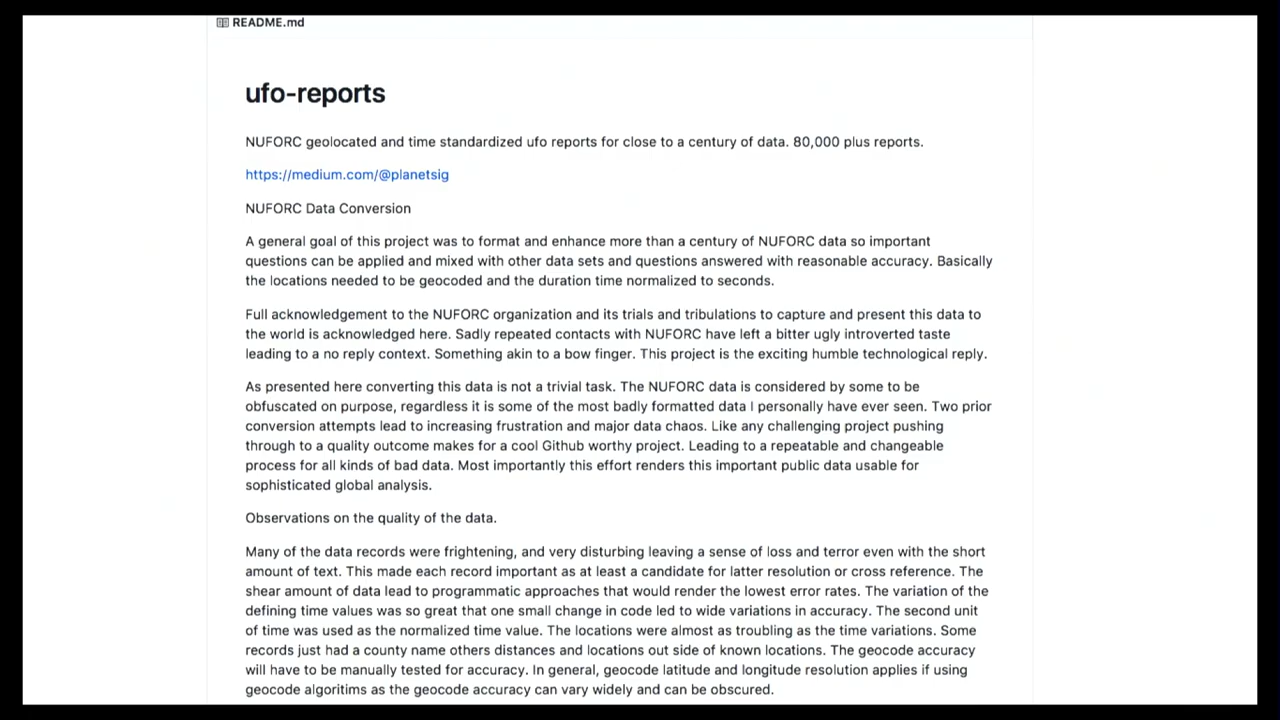 README.md
ufo-reports
NUFORC geolocated and time standardized ufo reports for close to a century of data. 80,000 plus reports.
https://medium.com/@planetsig
NUFORC Data Conversion
A general goal of this project was to format and enhance more than a century of NUFORC data so important
questions can be applied and mixed with other data sets and questions answered with reasonable accuracy. Basically
the locations needed to be geocoded and the duration time normalized to seconds.
Full acknowledgement to the NUFORC organization and its trials and tribulations to capture and present this data to
the world is acknowledged here. Sadly repeated contacts with NUFORC have left a bitter ugly introverted taste
leading to a no reply context. Something akin to a bow finger. This project is the exciting humble technological reply.
As presented here converting this data is not a trivial task. The NUFORC data is considered by some to be
obfuscated on purpose, regardless it is some of the most badly formatted data I personally have ever seen. Two prior
conversion attempts lead to increasing frustration and major data chaos. Like any challenging project pushing
through to a quality outcome makes for a cool Github worthy project. Leading to a repeatable and changeable
process for all kinds of bad data. Most importantly this effort renders this important public data usable for
sophisticated global analysis.
Observations on the quality of the data.
Many of the data records were frightening, and very disturbing leaving a sense of loss and terror even with the short
amount of text. This made each record important as at least a candidate for latter resolution or cross reference. The
shear amount of data lead to programmatic approaches that would render the lowest error rates. The variation of the
defining time values was so great that one small change in code led to wide variations in accuracy. The second unit
of time was used as the normalized time value. The locations were almost as troubling as the time variations. Some
records just had a county name others distances and locations out side of known locations. The geocode accuracy
will have to be manually tested for accuracy. In general, geocode latitude and longitude resolution applies if using
geocode algoritims as the geocode accuracy can vary widely and can be obscured.